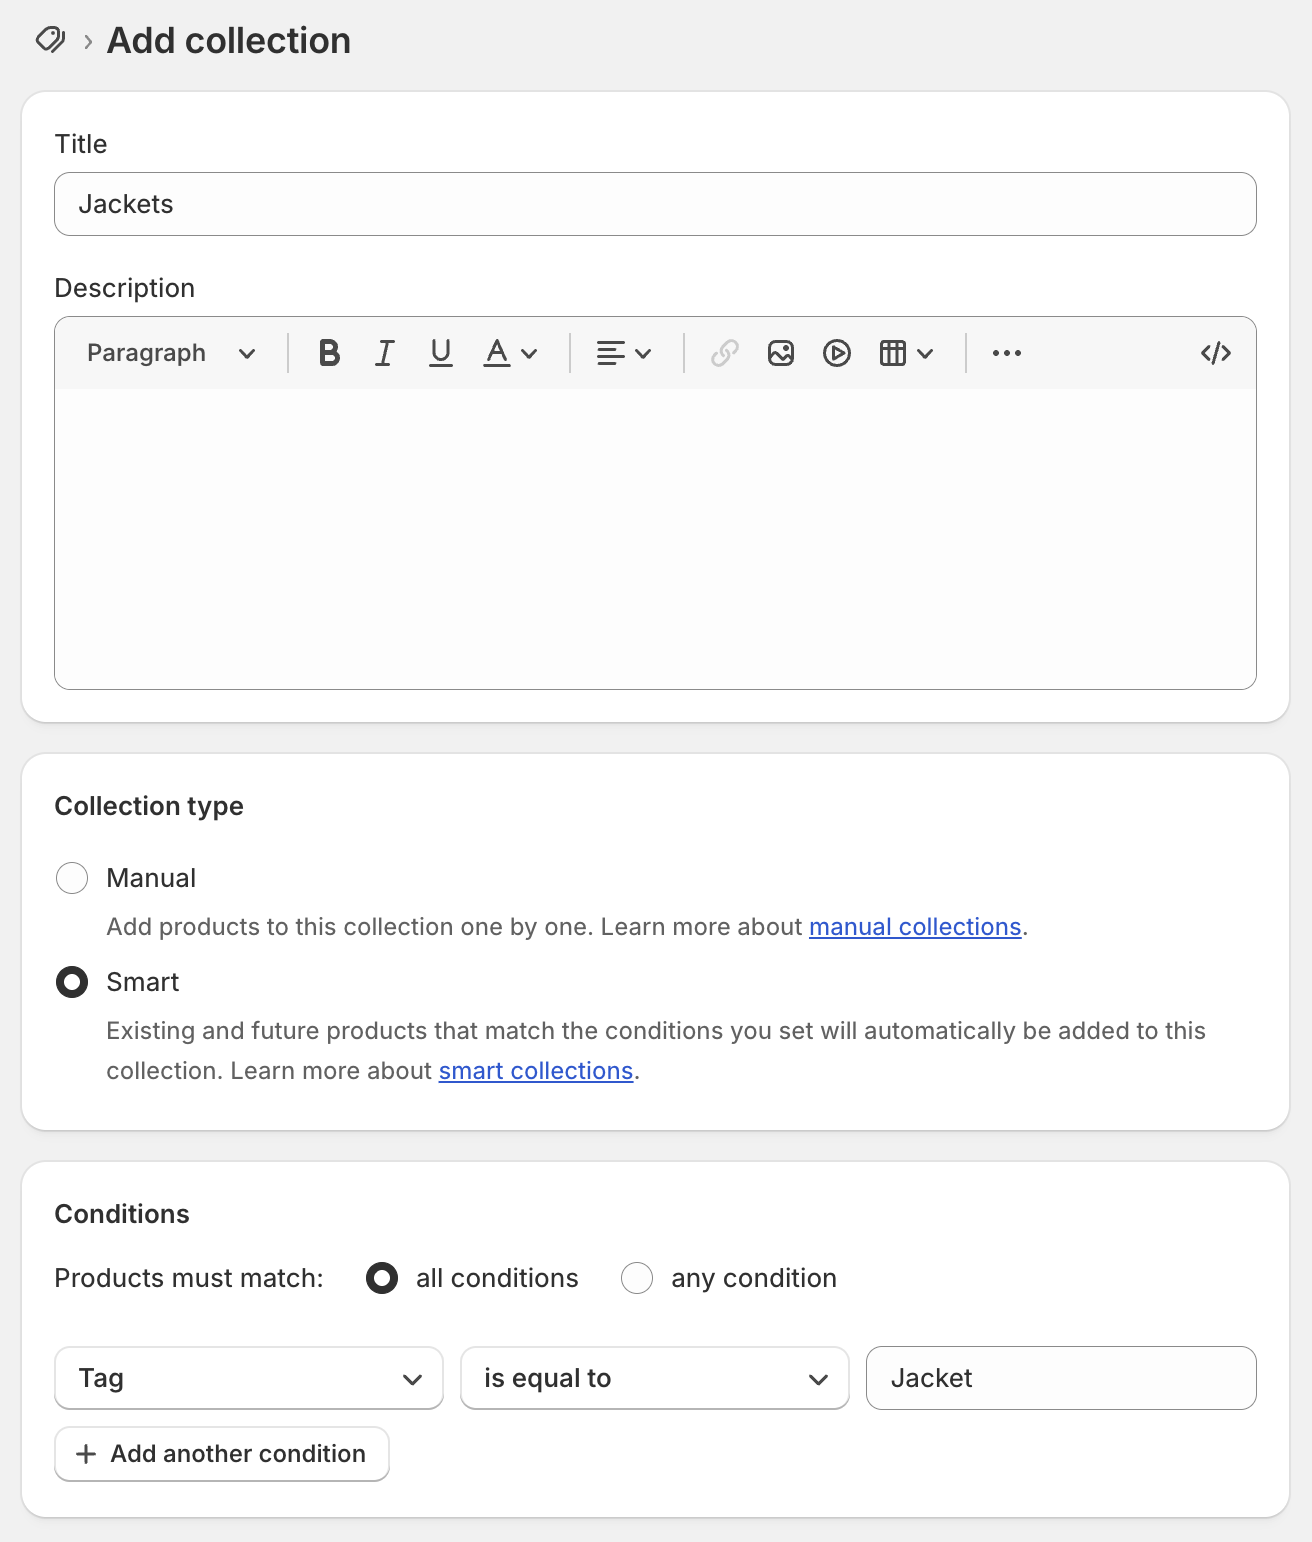 Add collection
Title
Jackets
Description
Paragraph
Collection type
Manual
Add products to this collection one by one. Learn more about manual collections.
Smart
Existing and future products that match the conditions you set will automatically be added to this
collection. Learn more about smart collections.
Conditions
Products must match: all conditions any condition
Tag is equal to Jacket
Add another condition